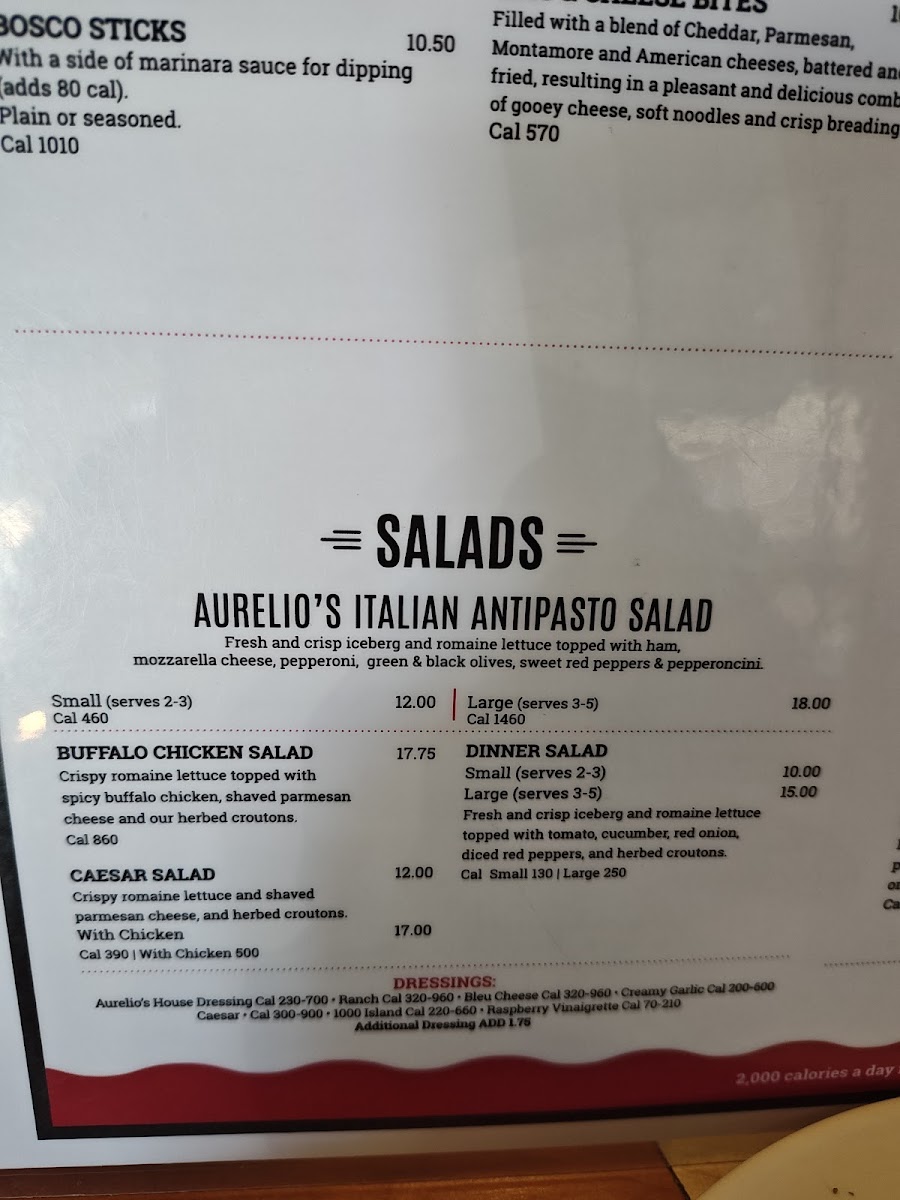 BOSCO STICKS 10.50
With a side of marinara sauce for dipping
(adds 80 cal).
Plain or seasoned.
Cal 1010
CHEESE BITES
Filled with a blend of Cheddar, Parmesan,
Montamore and American cheeses, battered
fried, resulting in a pleasant and delicious
of gooey cheese, soft noodles and crisp breading
Cal 570
SALADS
AURELIO'S ITALIAN ANTIPASTO SALAD
Fresh and crisp iceberg and romaine lettuce topped with ham,
mozzarella cheese, pepperoni, green & black olives, sweet red peppers & pepperoncini.
Small (serves 2-3) 12.00
Cal 460
Large (serves 3-5) 18.00
Cal 1460
BUFFALO CHICKEN SALAD 17.75
Crispy romaine lettuce topped with
spicy buffalo chicken, shaved parmesan
cheese and our herbed croutons.
Cal 860
CAESAR SALAD 12.00
Crispy romaine lettuce and shaved
parmesan cheese, and herbed croutons.
With Chicken 17.00
Cal 390 | With Chicken 500
DINNER SALAD
Small (serves 2-3) 10.00
Large (serves 3-5) 15.00
Fresh and crisp iceberg and romaine lettuce
topped with tomato, cucumber, red onion,
diced red peppers, and herbed croutons.
Cal Small 130 | Large 250
DRESSINGS:
Aurelio's House Dressing Cal 230-700 • Ranch Cal 320-960 • Bleu Cheese Cal 320-960 • Creamy Garlic Cal 200-600
Caesar • Cal 300-900 • 1000 Island Cal 220-660 • Raspberry Vinaigrette Cal 70-210
Additional Dressing ADD 1.75
2,000 calories a day